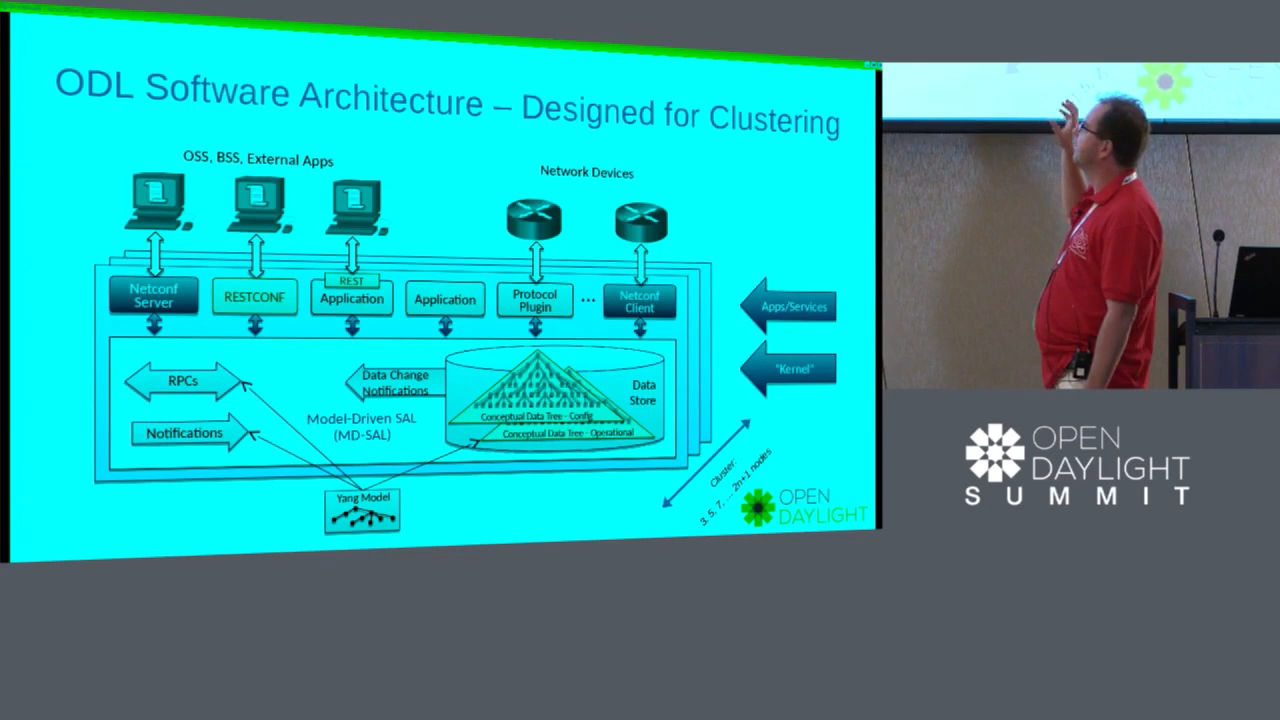 ODL Software Architecture – Designed for Clustering
OSS, BSS, External Apps
Network Devices
Netconf
Server
RESTCONF
REST
Application
Application
Protocol
Plugin
...
Netconf
Client
Apps/Services
RPCs
Data Change
Notifications
Data
Store
"Kernel"
Conceptual Data Tree - Config
Conceptual Data Tree - Operational
Notifications
Model-Driven SAL
(MD-SAL)
Yang Model
Cluster:
3, 5, 7, ... 2n+1 nodes
OPEN
DAYLIGHT
OPEN
DAYLIGHT
SUMMIT